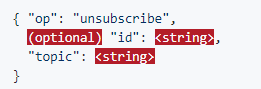 { "op": "unsubscribe",
(optional) "id": <string>,
"topic": <string>
}